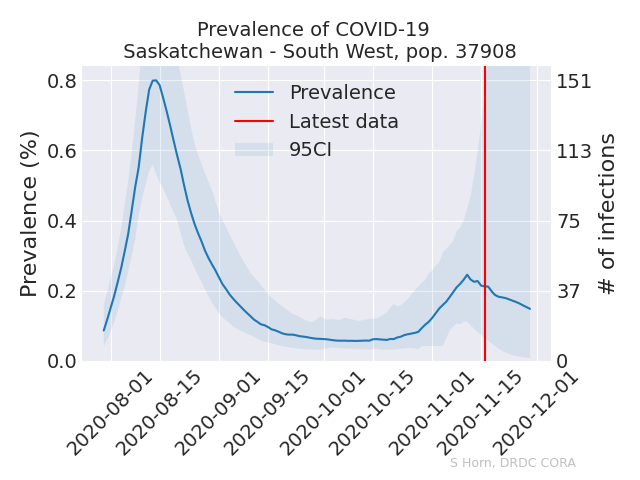 Prevalence of COVID-19
Saskatchewan - South West, pop. 37908
Prevalence (%)
0.8
0.6
0.4
0.2
0.0
Prevalence
Latest data
95CI
151
113
75
37
0
# of infections
2020-08-01
2020-08-15
2020-09-01
2020-09-15
2020-10-01
2020-10-15
2020-11-01
2020-11-15
2020-12-01
S Horn, DRDC CORA